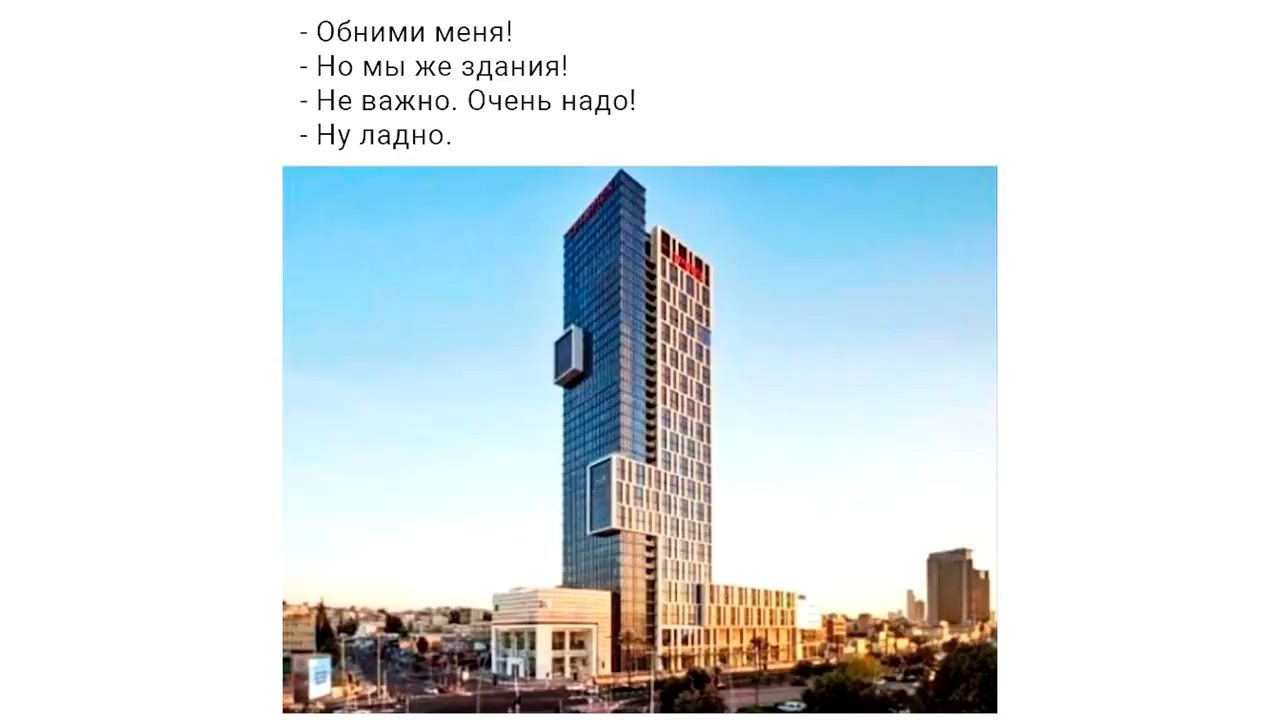 - Обними меня!
- Но мы же здания!
- Не важно. Очень надо!
- Ну ладно.